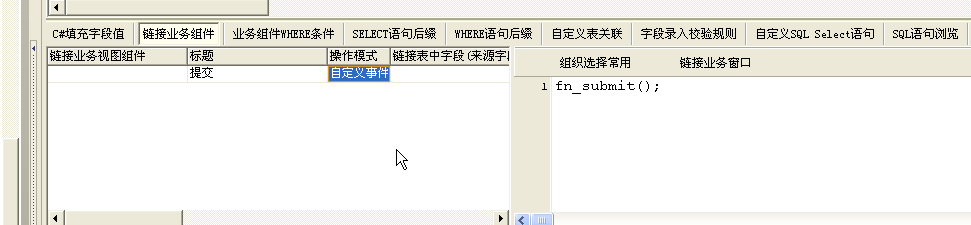 C#填充字段值 链接业务组件 业务组件WHERE条件 SELECT语句后缀 WHERE语句后缀 自定义表关联 字段录入校验规则 自定义SQL Select语句 SQL语句浏览
链接业务视图组件 标题 操作模式 链接表中字段(来源字段
提交 自定义事件
组织选择常用 链接业务窗口
1 fn_submit();